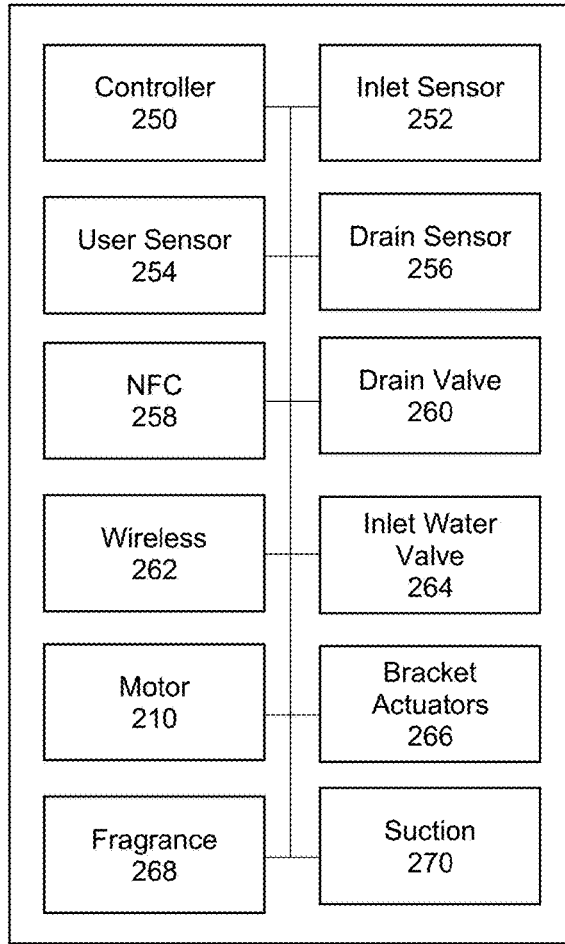 Controller
250
Inlet Sensor
252
User Sensor
254
Drain Sensor
256
NFC
258
Drain Valve
260
Wireless
262
Inlet Water
Valve
264
Motor
210
Bracket
Actuators
266
Fragrance
268
Suction
270